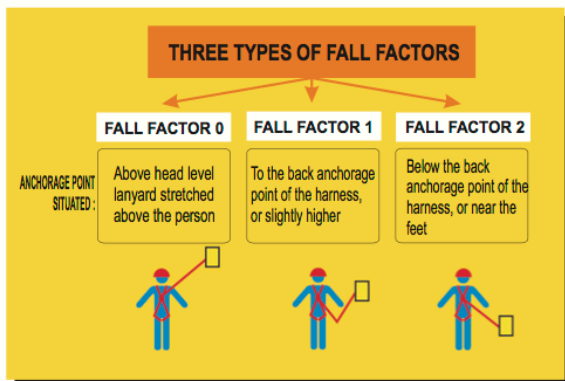 THREE TYPES OF FALL FACTORS
FALL FACTOR 0
FALL FACTOR 1
FALL FACTOR 2
ANCHORAGE POINT
SITUATED :
Above head level
lanyard stretched
above the person
To the back anchorage
point of the harness,
or slightly higher
Below the back
anchorage point of the
harness, or near the
feet